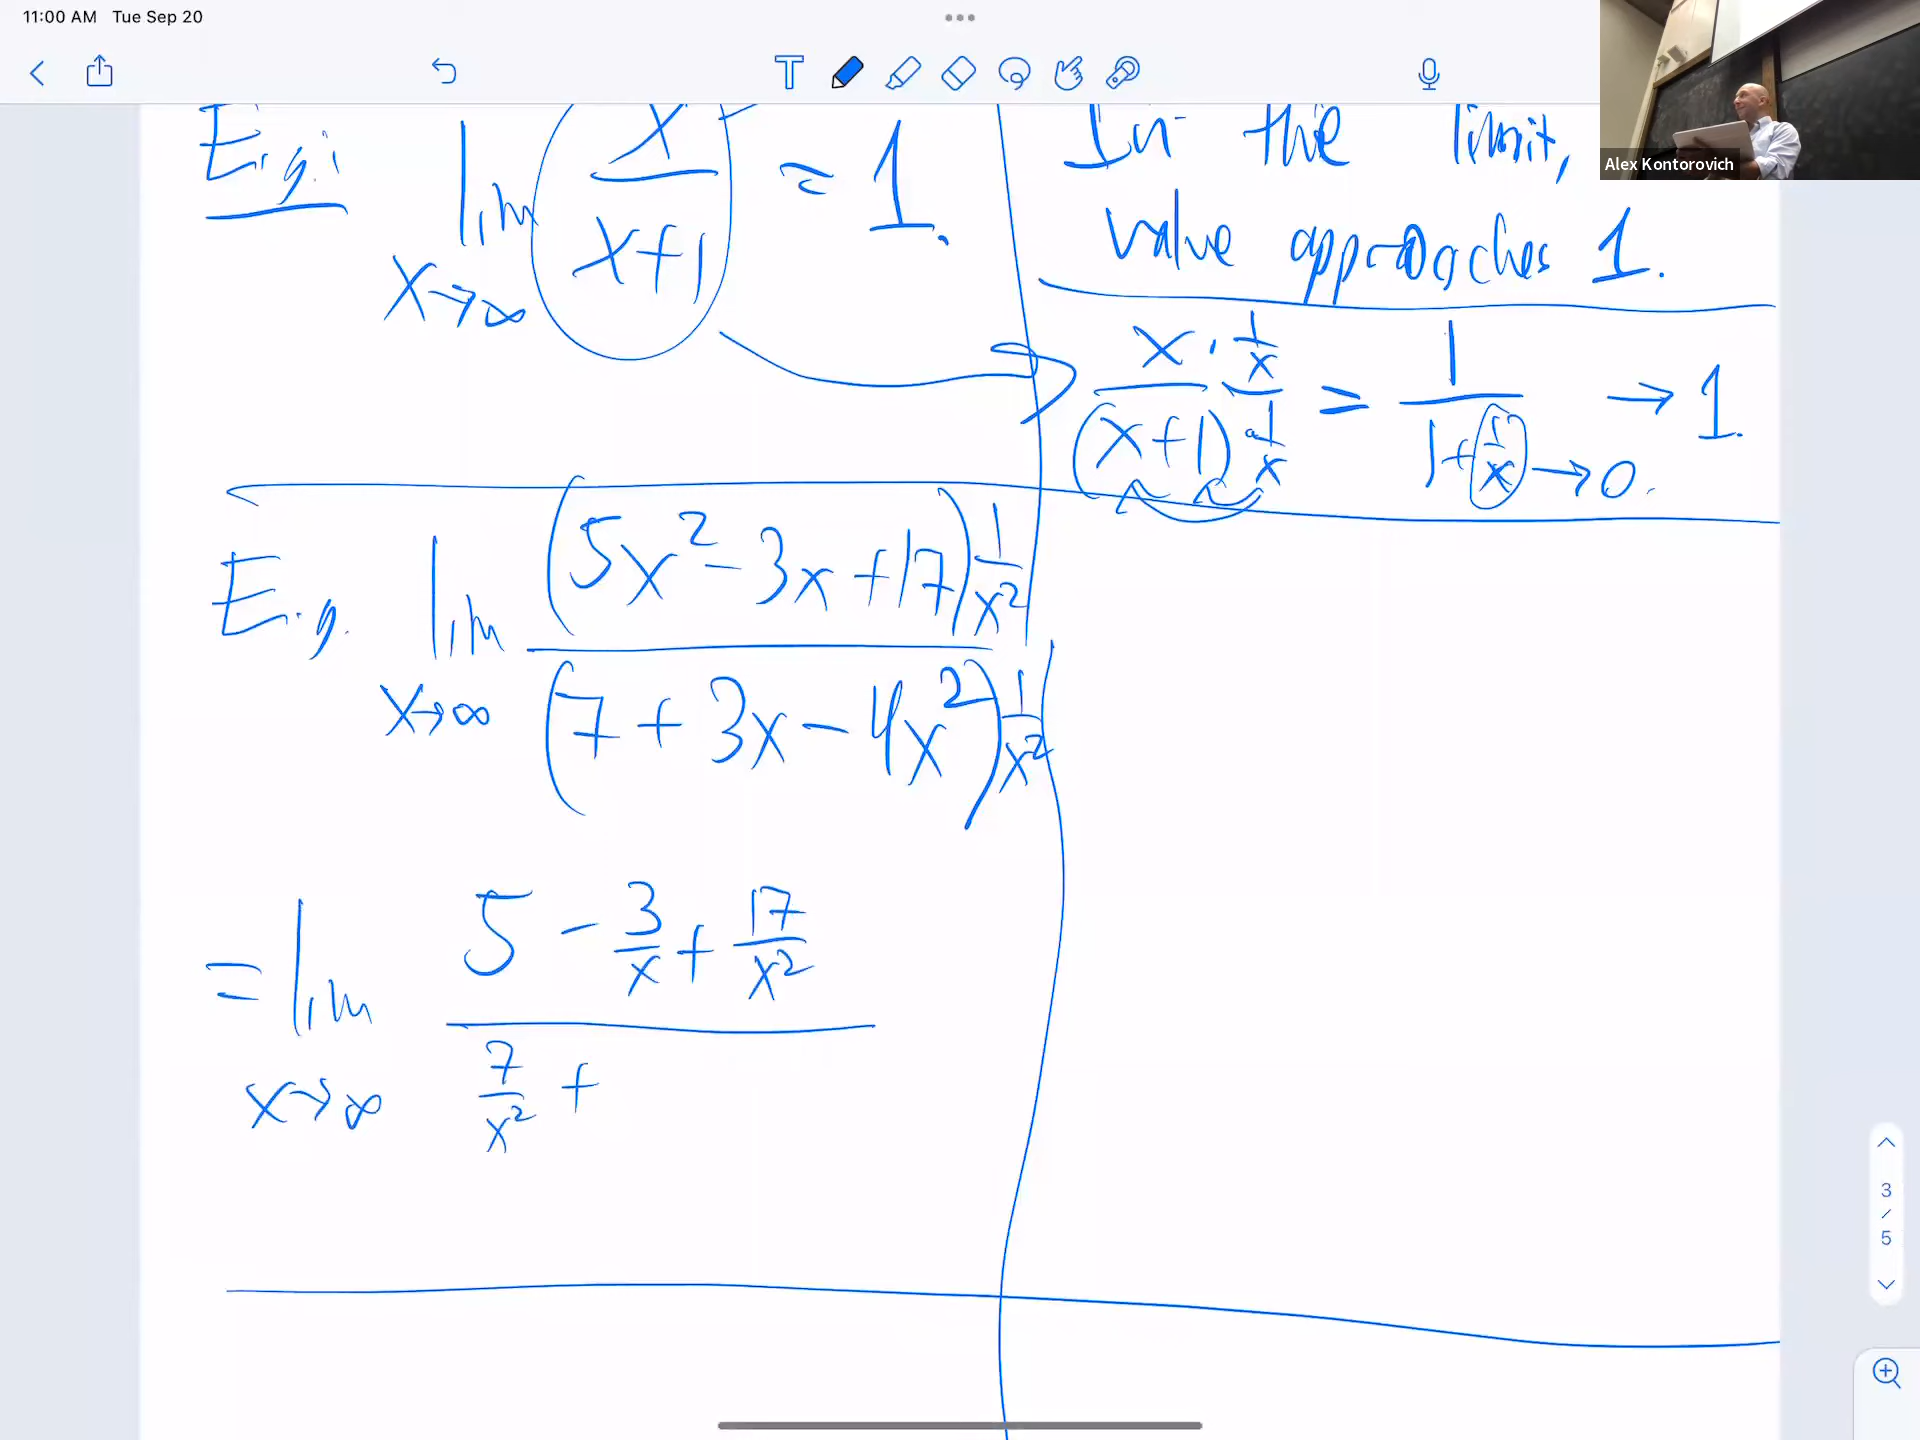 11:00 AM Tue Sep 20
T
Alex Kontorovich
E.g.: lim x→∞ x/(x+1) = 1.
In the limit,
value approaches 1.
x · 1/x / (x+1) · 1/x = 1/(1+1/x) → 1.
1/x → 0.
E.g. lim x→∞ (5x² - 3x + 17) 1/x² / (7 + 3x - 4x²) 1/x²
= lim x→∞ (5 - 3/x + 17/x²) / (7/x² +
3
/
5